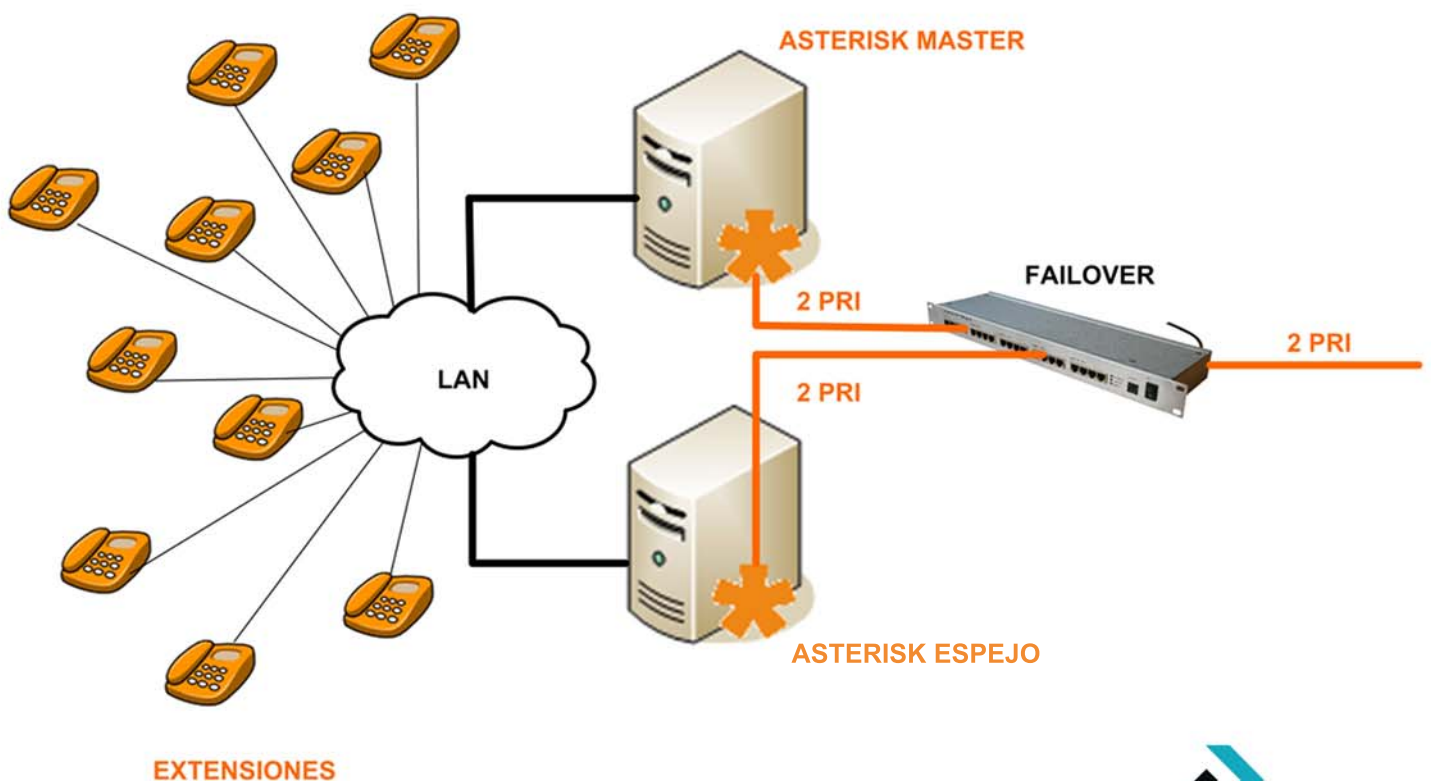 ASTERISK MASTER
FAILOVER
2 PRI
2 PRI
LAN
2 PRI
ASTERISK ESPEJO
EXTENSIONES